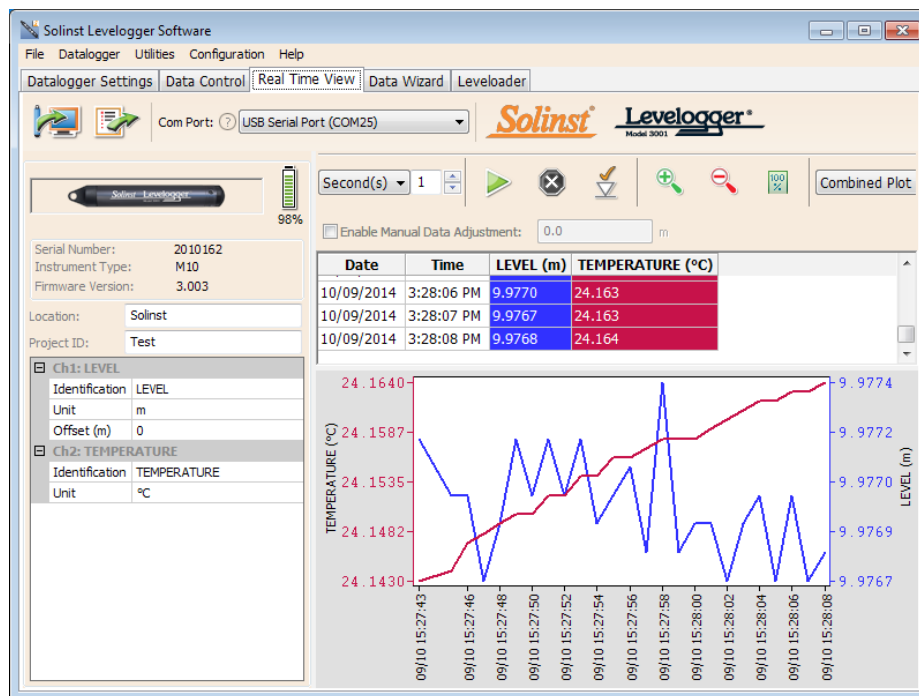 Solinst Levelogger Software
File Datalogger Utilities Configuration Help
Datalogger Settings Data Control Real Time View Data Wizard Leveloader
Com Port: ? USB Serial Port (COM25)
Solinst Levelogger
Model 3001
Second(s) 1 100 % Combined Plot
Solinst Levelogger
98%
Enable Manual Data Adjustment: 0.0 m
Serial Number: 2010162
Instrument Type: M10
Firmware Version: 3.003
Location: Solinst
Project ID: Test
Ch1: LEVEL
Identification LEVEL
Unit m
Offset (m) 0
Ch2: TEMPERATURE
Identification TEMPERATURE
Unit ºC
Date Time LEVEL (m) TEMPERATURE (ºC)
10/09/2014 3:28:06 PM 9.9770 24.163
10/09/2014 3:28:07 PM 9.9767 24.163
10/09/2014 3:28:08 PM 9.9768 24.164
TEMPERATURE (ºC)
24.1640
24.1587
24.1535
24.1482
24.1430
9.9774
9.9772
9.9770
9.9769
9.9767
LEVEL (m)
09/10 15:27:43
09/10 15:27:46
09/10 15:27:48
09/10 15:27:50
09/10 15:27:52
09/10 15:27:54
09/10 15:27:56
09/10 15:27:58
09/10 15:28:00
09/10 15:28:02
09/10 15:28:04
09/10 15:28:06
09/10 15:28:08